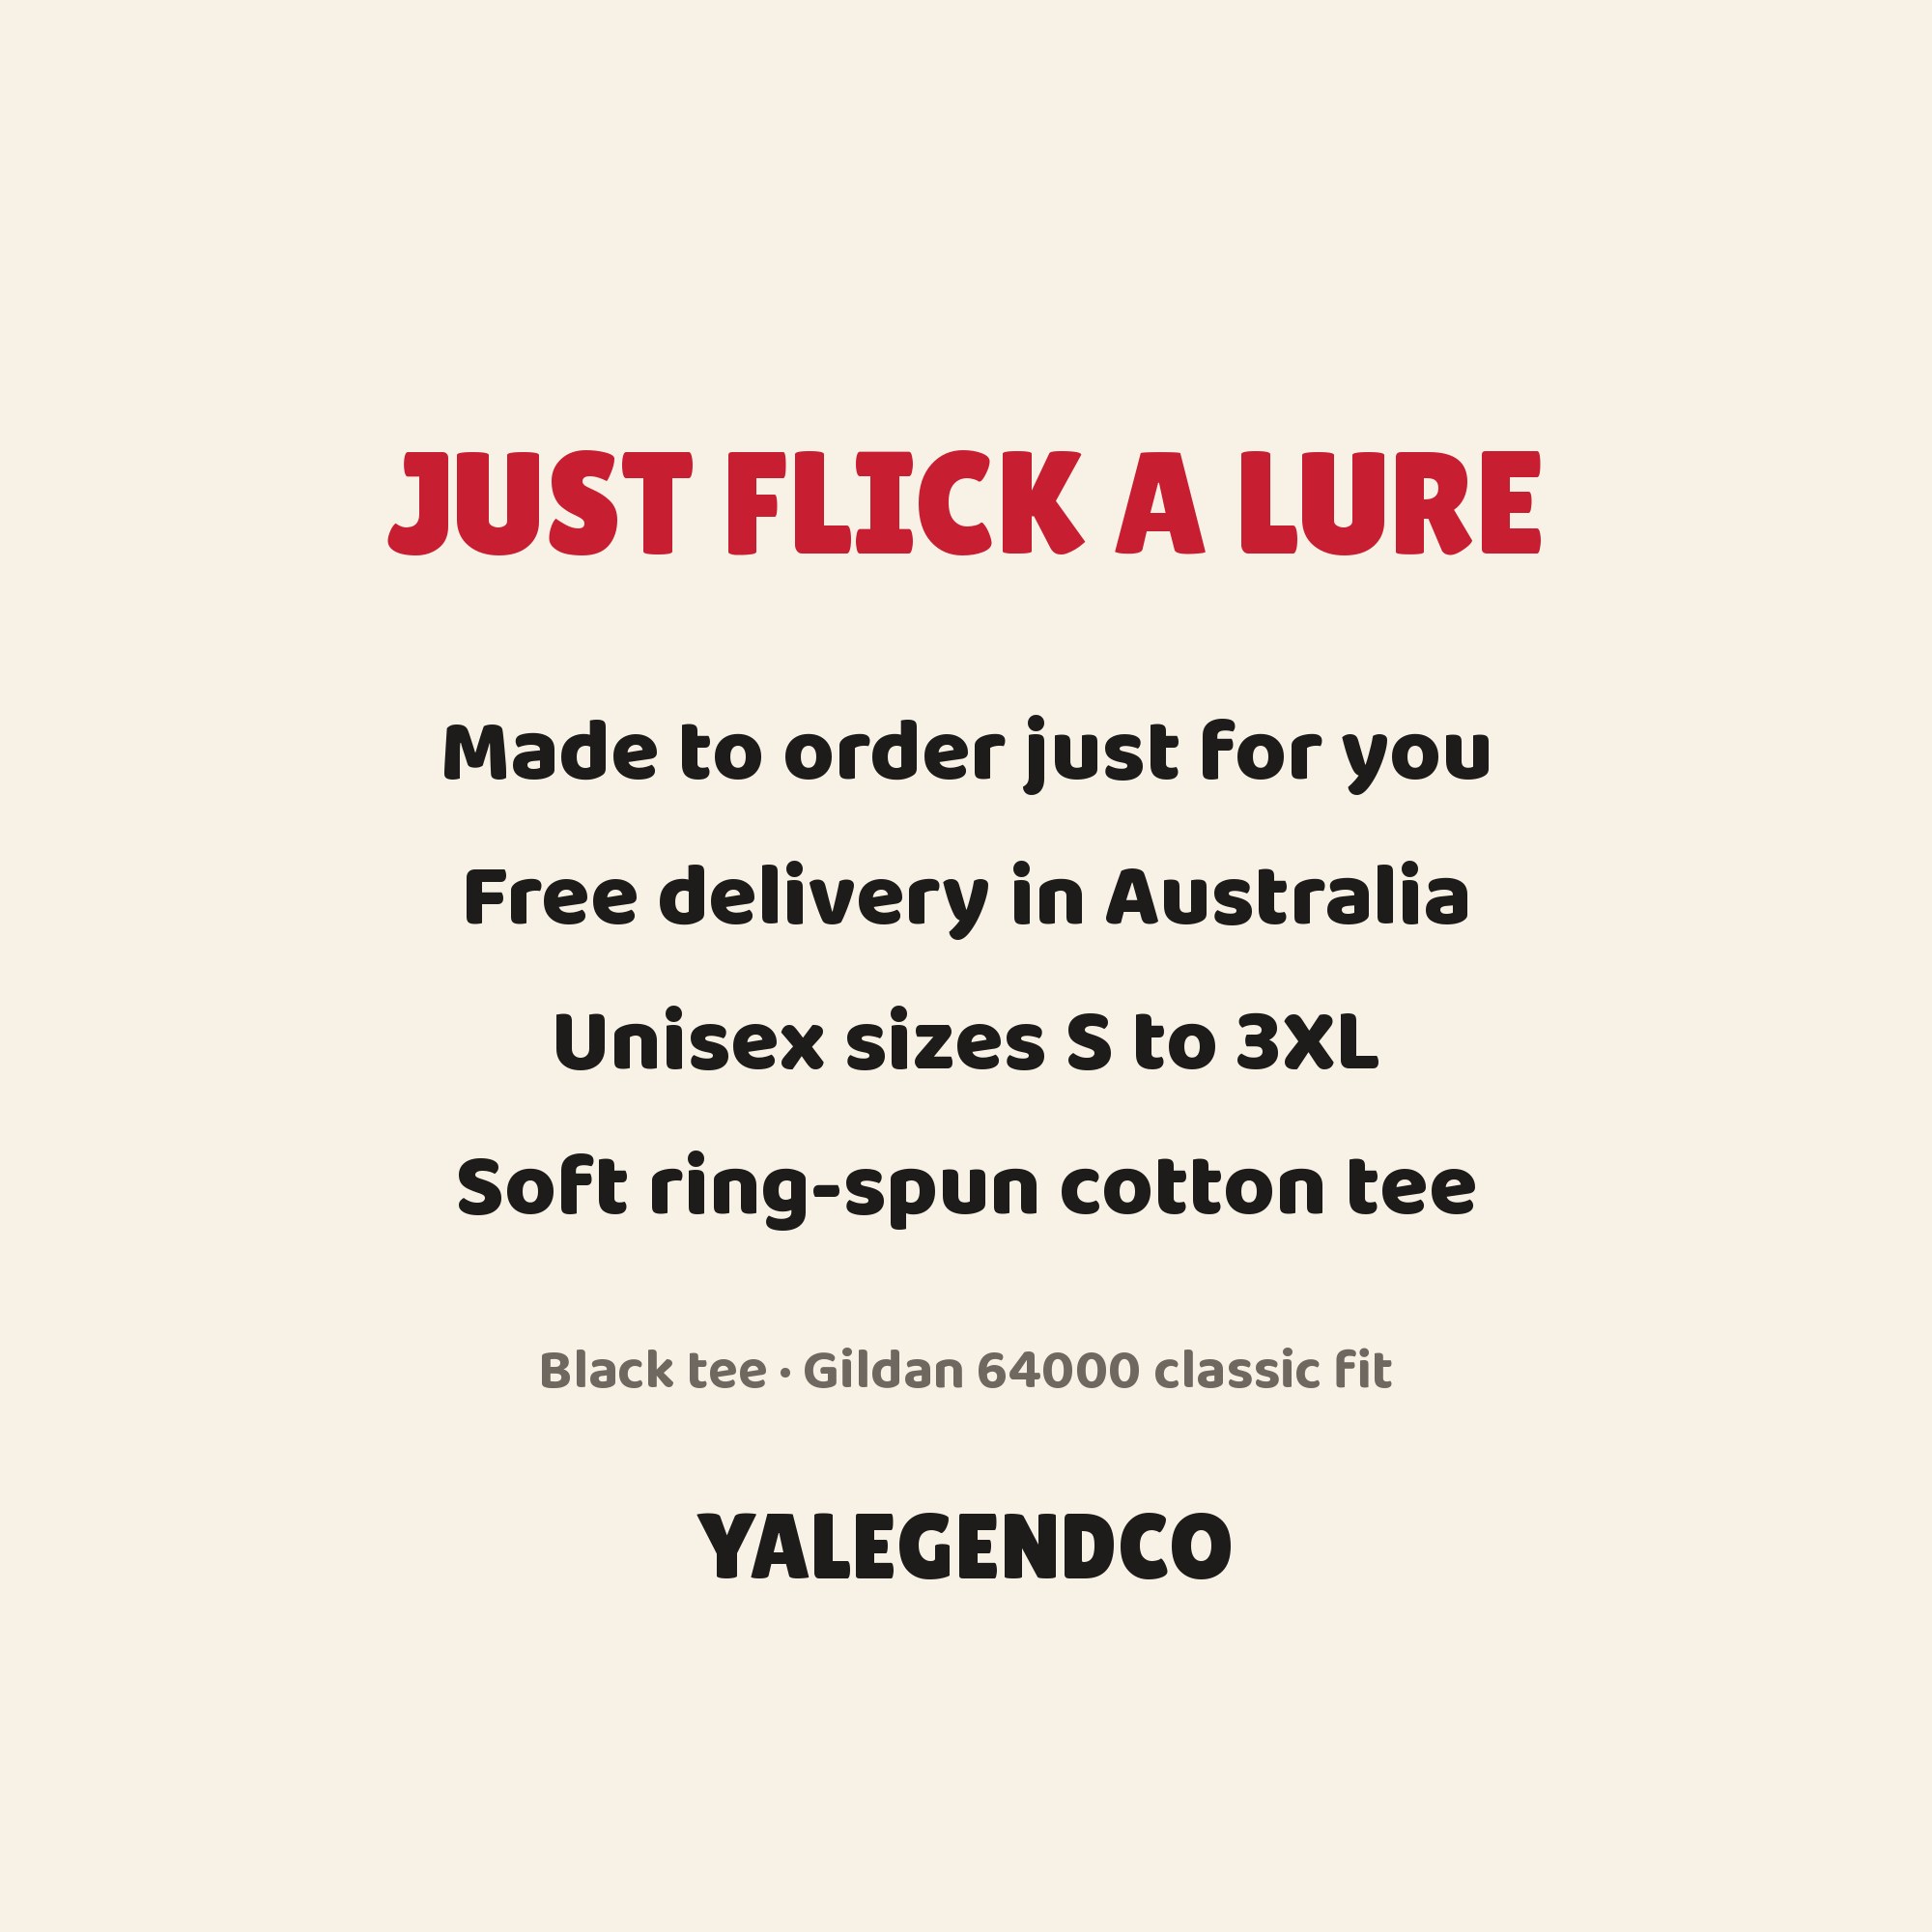 JUST FLICK A LURE
Made to order just for you
Free delivery in Australia
Unisex sizes S to 3XL
Soft ring-spun cotton tee
Black tee · Gildan 64000 classic fit
YALEGENDCO